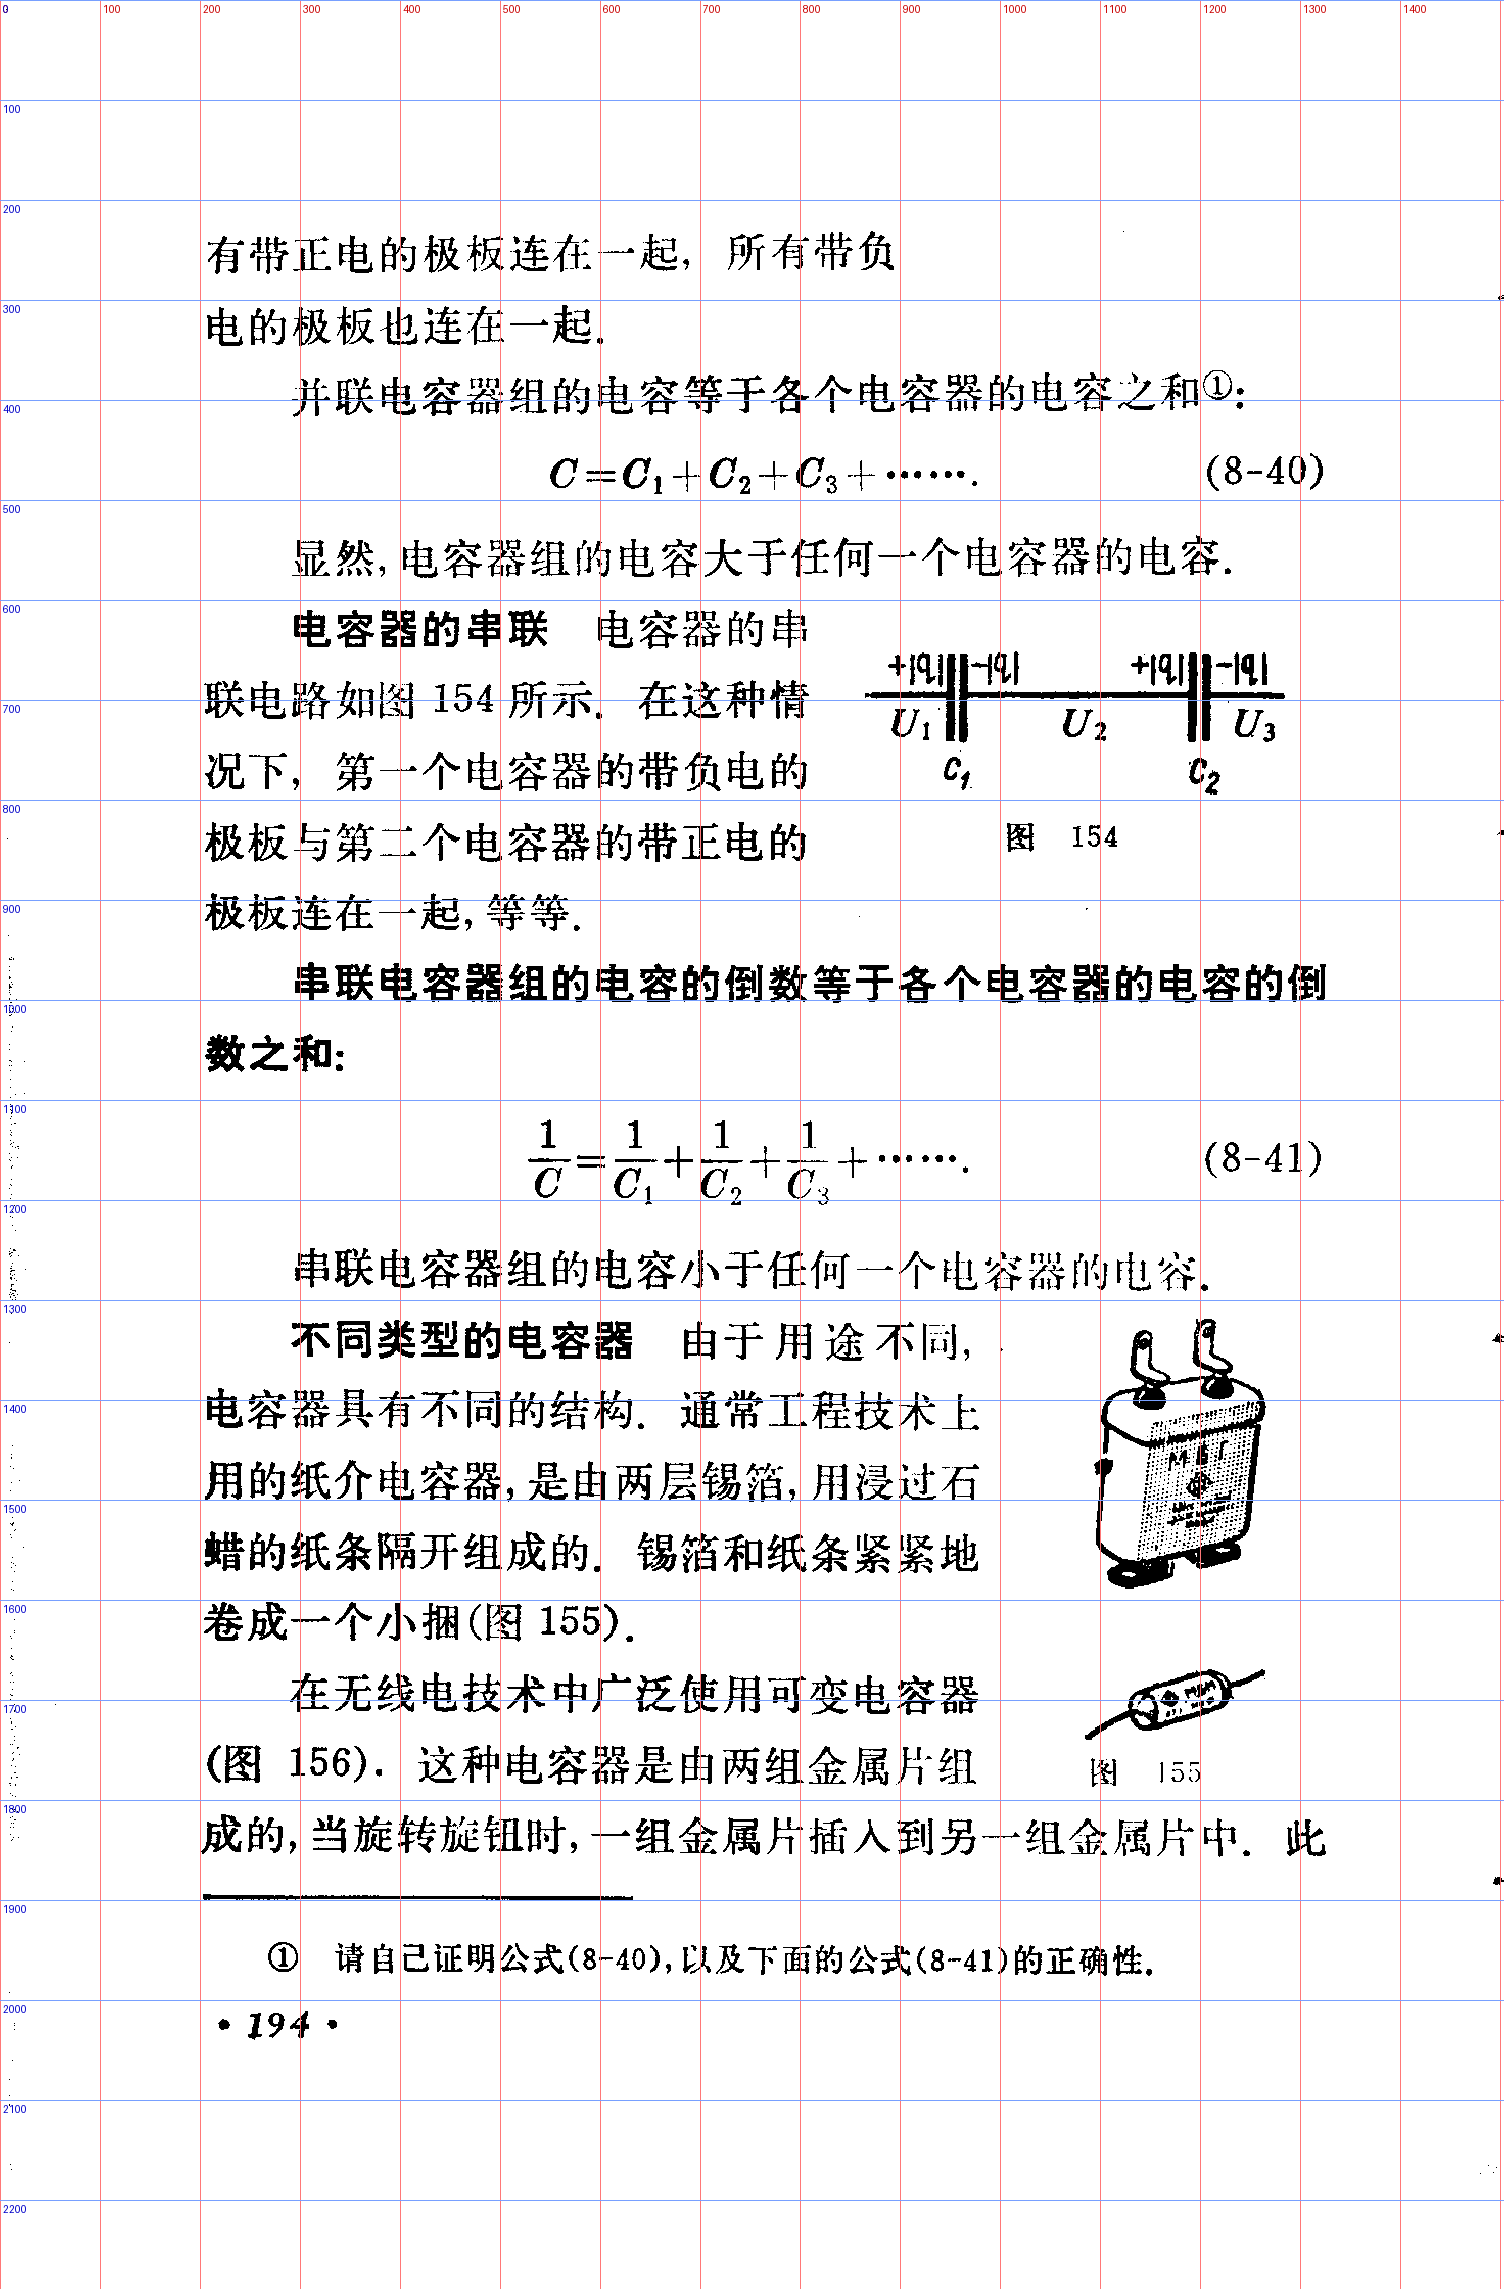 有带正电的极板连在一起, 所有带负
电的极板也连在一起.
并联电容器组的电容等于各个电容器的电容之和①:
C=C₁+C₂+C₃+······. (8-40)
显然,电容器组的电容大于任何一个电容器的电容.
电容器的串联 电容器的串
联电路如图 154 所示. 在这种情
况下, 第一个电容器的带负电的
极板与第二个电容器的带正电的
极板连在一起,等等.
+|q| -|q| +|q| -|q|
U₁ U₂ U₃
C₁ C₂
图 154
串联电容器组的电容的倒数等于各个电容器的电容的倒
数之和:
1/C=1/C₁+1/C₂+1/C₃+······. (8-41)
串联电容器组的电容小于任何一个电容器的电容.
不同类型的电容器 由于用途不同,
电容器具有不同的结构. 通常工程技术上
用的纸介电容器,是由两层锡箔,用浸过石
蜡的纸条隔开组成的. 锡箔和纸条紧紧地
卷成一个小捆(图 155).
在无线电技术中广泛使用可变电容器
(图 156). 这种电容器是由两组金属片组
图 155
成的,当旋转旋钮时,一组金属片插入到另一组金属片中. 此
① 请自己证明公式(8-40),以及下面的公式(8-41)的正确性.
• 194 •